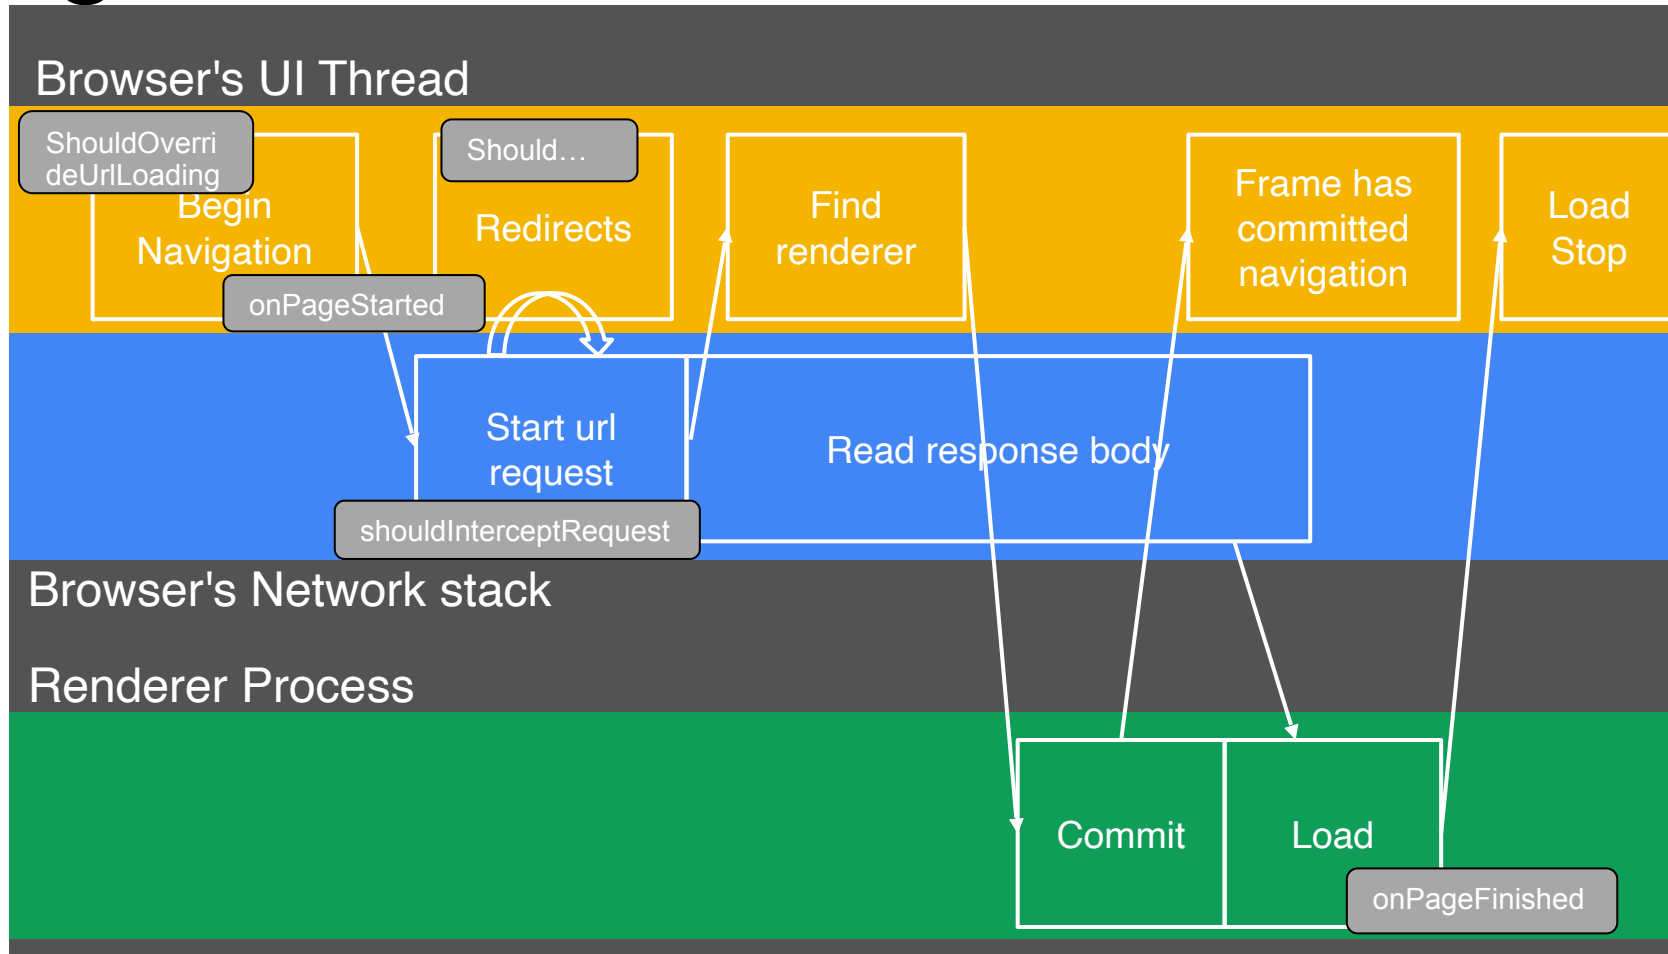 Browser's UI Thread
ShouldOverri
deUrlLoading
Begin
Navigation
onPageStarted
Should…
Redirects
Find
renderer
Frame has
committed
navigation
Load
Stop
Start url
request
shouldInterceptRequest
Read response body
Browser's Network stack
Renderer Process
Commit
Load
onPageFinished